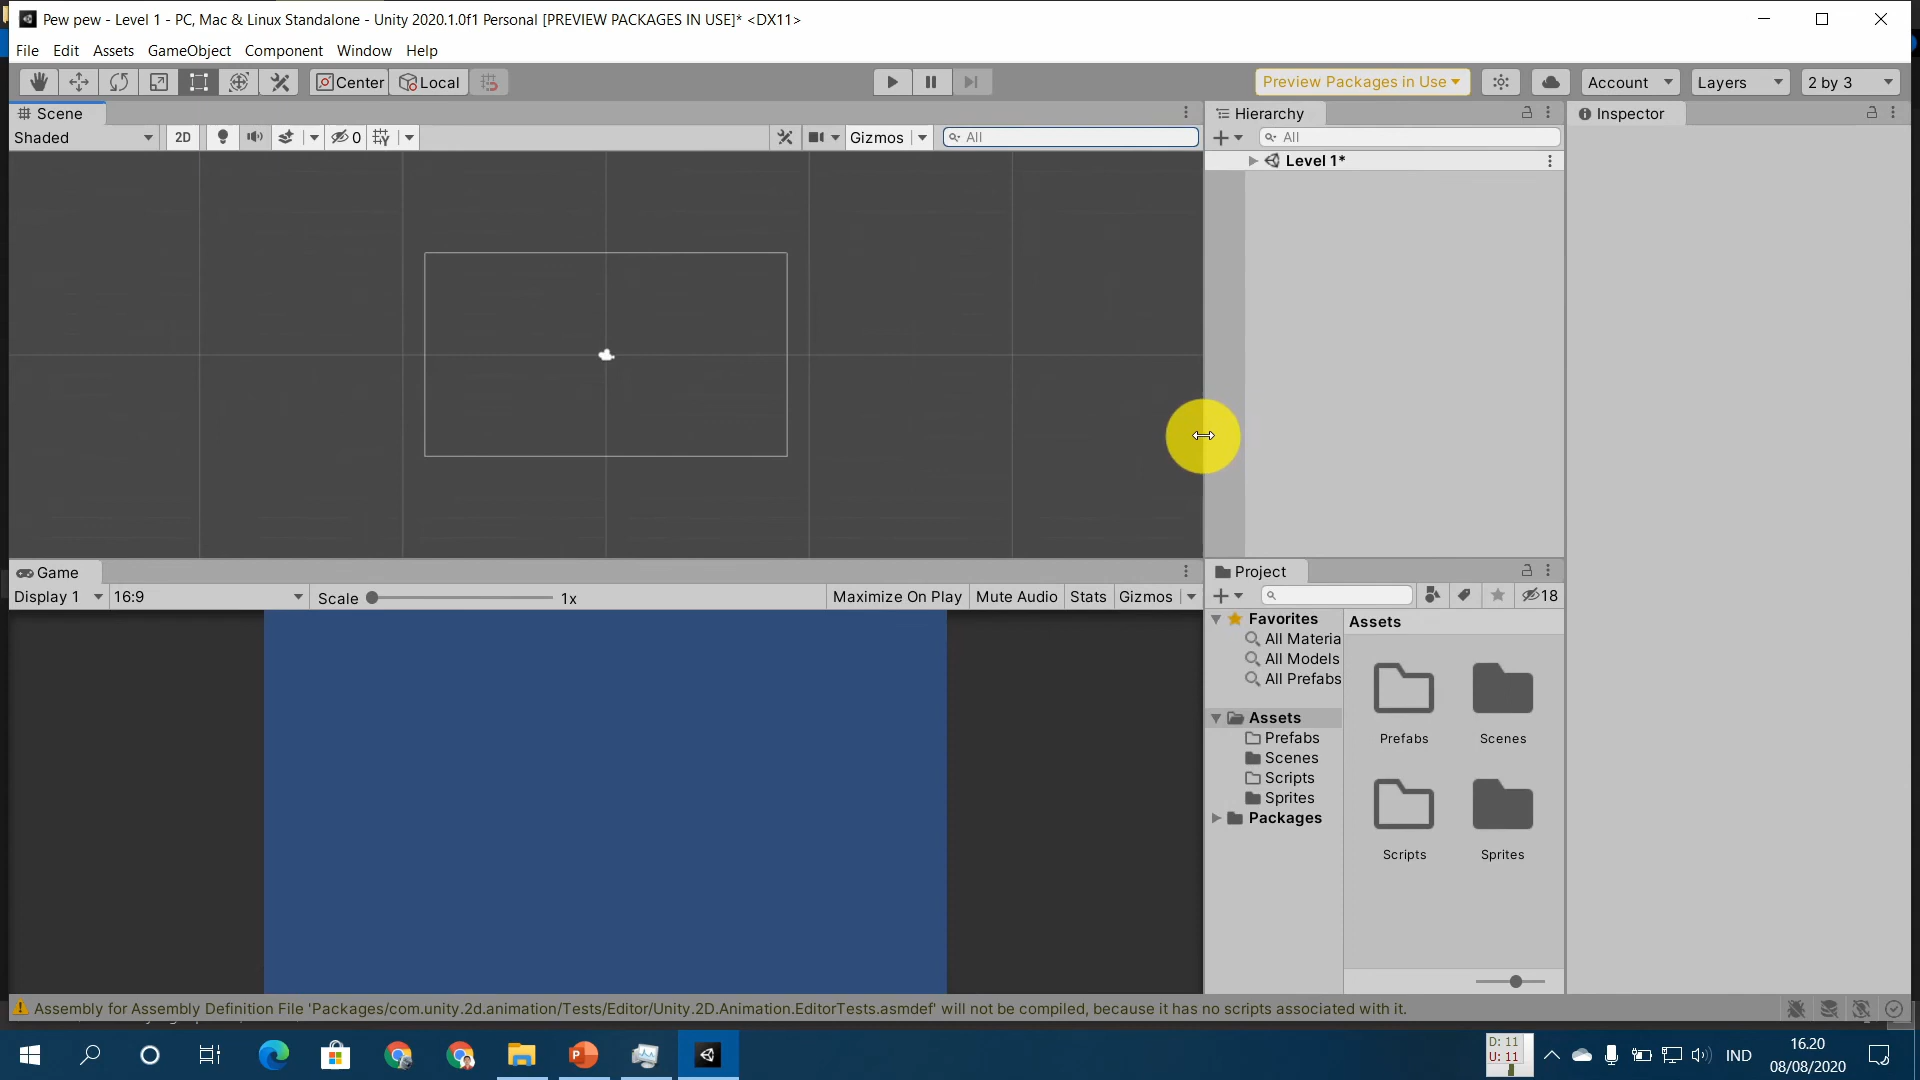 Pew pew - Level 1 - PC, Mac & Linux Standalone - Unity 2020.1.0f1 Personal [PREVIEW PACKAGES IN USE]* <DX11>
File Edit Assets GameObject Component Window Help
Center Local Preview Packages in Use Account Layers 2 by 3
Scene
Shaded 2D 0 Gizmos All
Hierarchy
All
Level 1*
Inspector
Game
Display 1 16:9 Scale 1x Maximize On Play Mute Audio Stats Gizmos
Project
18
Favorites
All Materia
All Models
All Prefabs
Assets
Prefabs
Scenes
Scripts
Sprites
Packages
Assets
Prefabs Scenes
Scripts Sprites
Assembly for Assembly Definition File 'Packages/com.unity.2d.animation/Tests/Editor/Unity.2D.Animation.EditorTests.asmdef' will not be compiled, because it has no scripts associated with it.
D: 11
U: 11
IND
16.20
08/08/2020